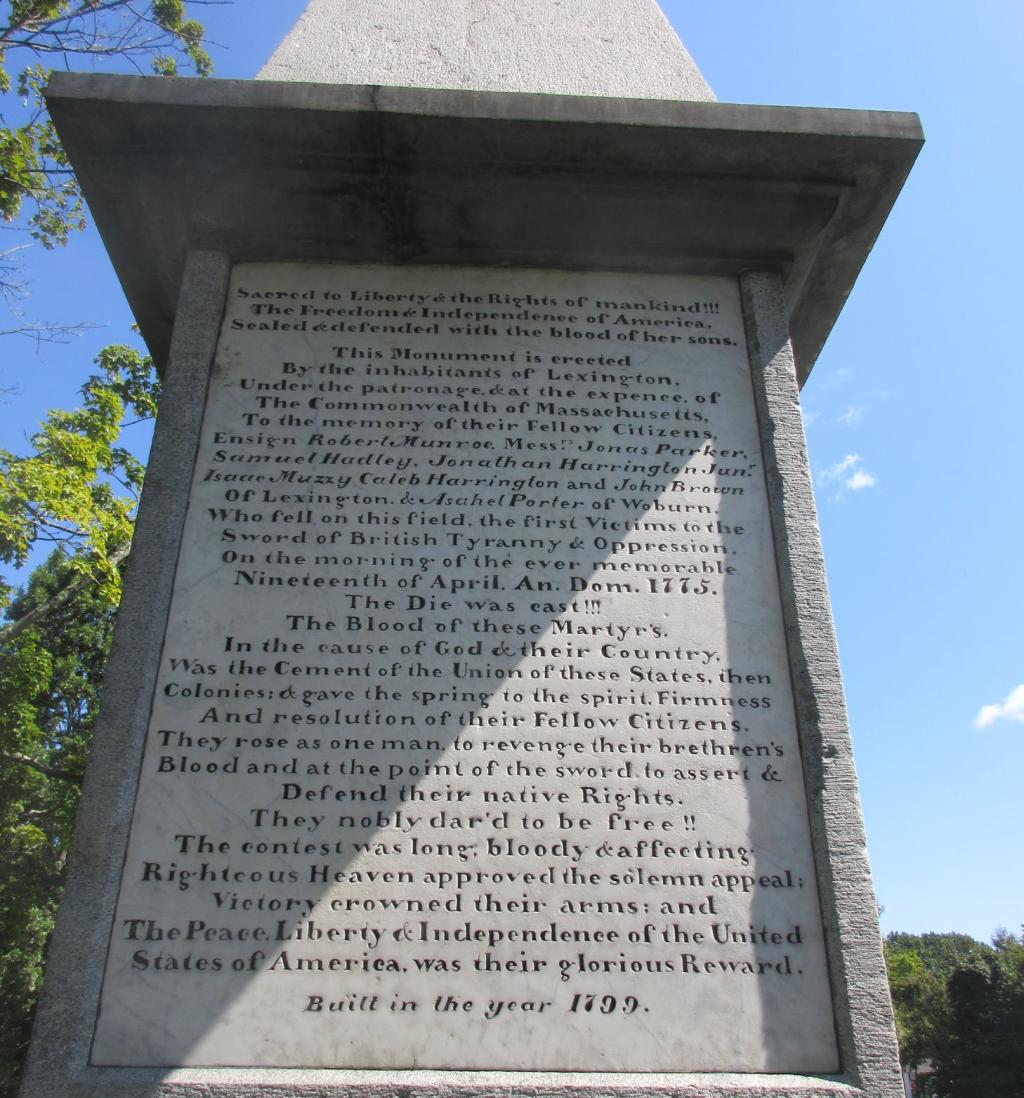 Sacred to Liberty & the Rights of mankind!!!
The Freedom & Independence of America,
Sealed & defended with the blood of her sons.
This Monument is erected
By the inhabitants of Lexington,
Under the patronage, & at the expence, of
The Commonwealth of Massachusetts,
To the memory of their Fellow Citizens,
Ensign Robert Munroe, Mess.rs Jonas Parker,
Samuel Hadley, Jonathan Harrington Jun.r
Isaac Muzzy Caleb Harrington and John Brown
Of Lexington, & Asahel Porter of Woburn,
Who fell on this field, the first Victims to the
Sword of British Tyranny & Oppression,
On the morning of the ever memorable
Nineteenth of April, An. Dom. 1775.
The Die was cast!!!
The Blood of these Martyr's,
In the cause of God & their Country,
Was the Cement of the Union of these States, then
Colonies; & gave the spring to the spirit, Firmness
And resolution of their Fellow Citizens.
They rose as one man, to revenge their brethren's
Blood and at the point of the sword, to assert &
Defend their native Rights.
They nobly dar'd to be free!!
The contest was long, bloody & affecting.
Righteous Heaven approved the solemn appeal;
Victory crowned their arms; and
The Peace, Liberty & Independence of the United
States of America, was their glorious Reward.
Built in the year 1799.